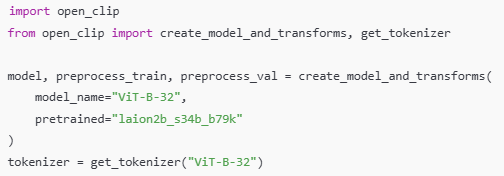 import open_clip
from open_clip import create_model_and_transforms, get_tokenizer

model, preprocess_train, preprocess_val = create_model_and_transforms(
    model_name="ViT-B-32",
    pretrained="laion2b_s34b_b79k"
)
tokenizer = get_tokenizer("ViT-B-32")